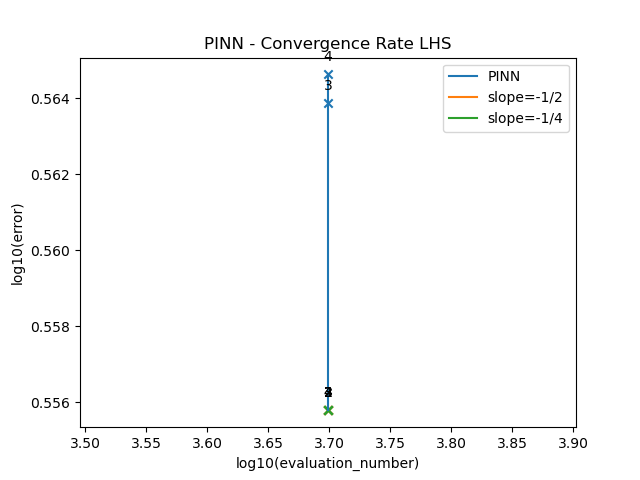 PINN - Convergence Rate LHS
4
3
PINN
slope=-1/2
slope=-1/4
0.564
0.562
0.560
0.558
0.556
log10(error)
3.50 3.55 3.60 3.65 3.70 3.75 3.80 3.85 3.90
log10(evaluation_number)